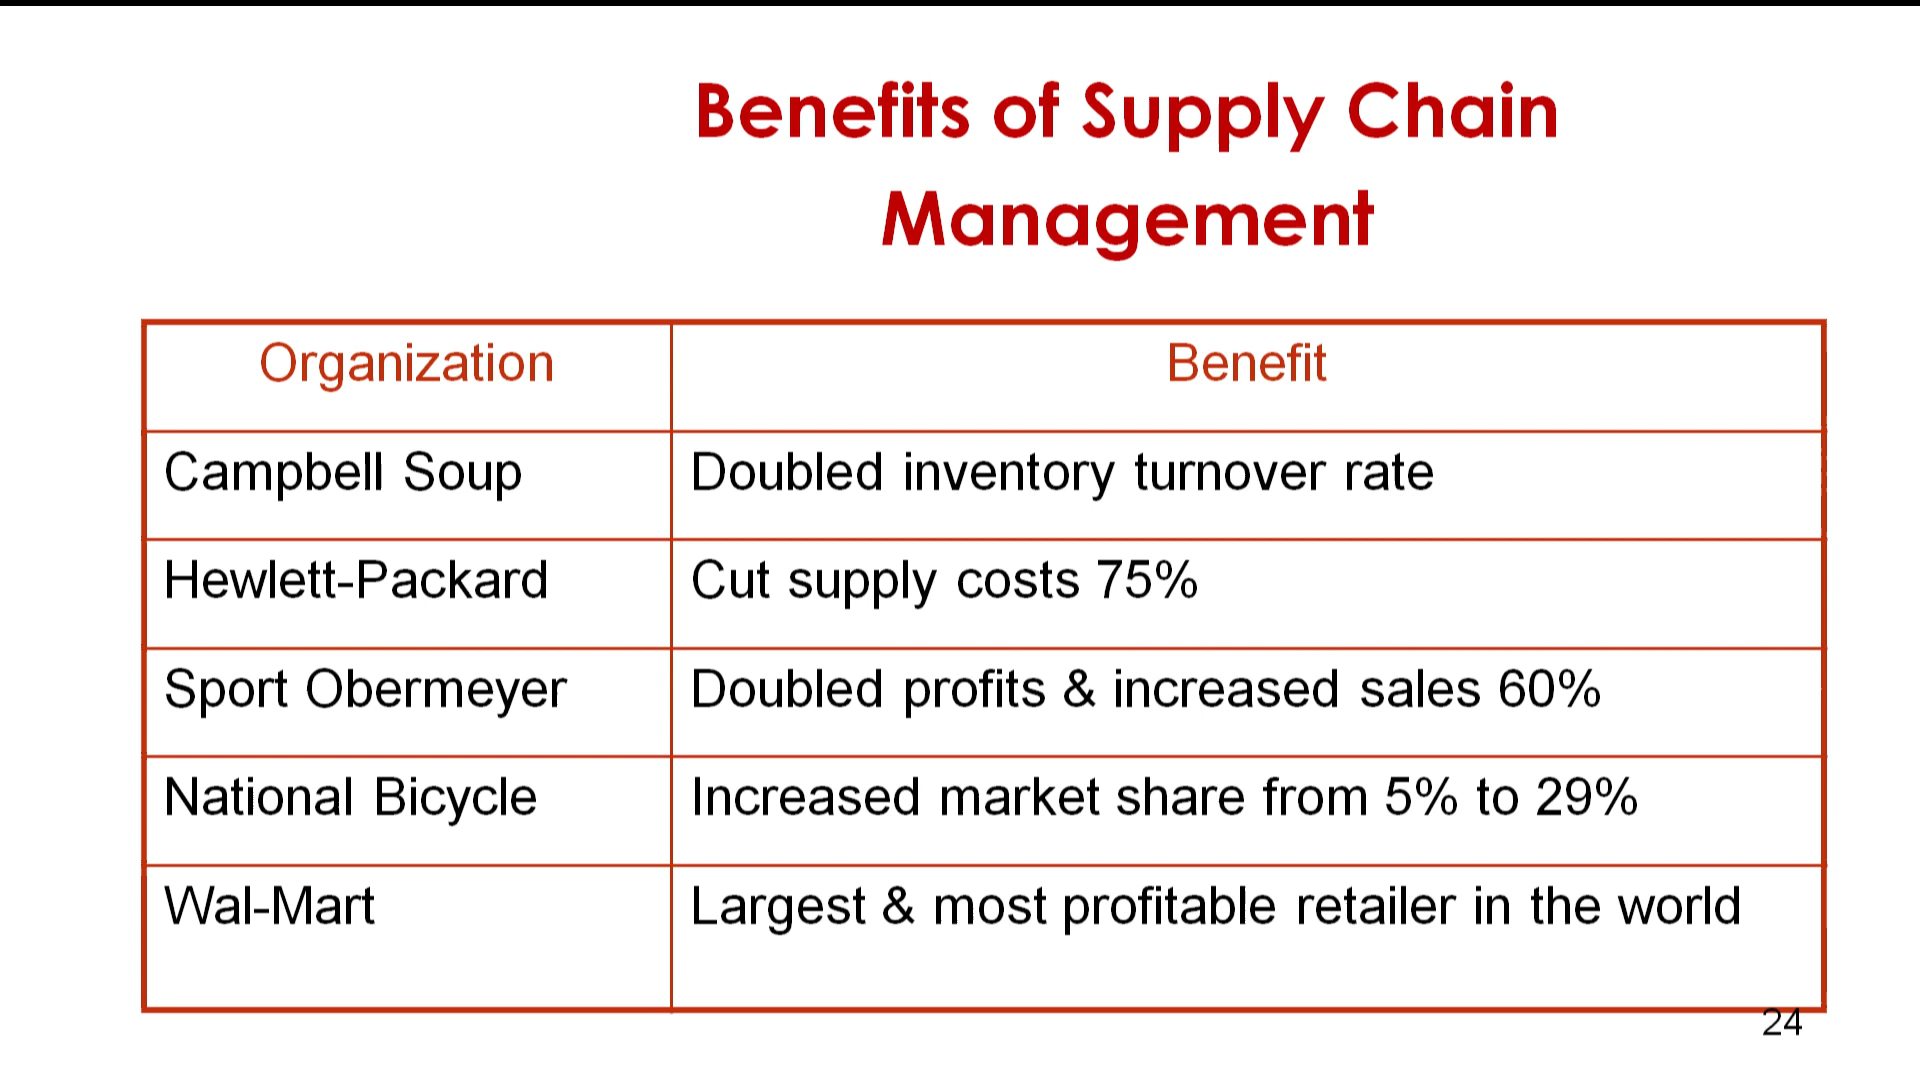 Benefits of Supply Chain
Management
Organization Benefit
Campbell Soup Doubled inventory turnover rate
Hewlett-Packard Cut supply costs 75%
Sport Obermeyer Doubled profits & increased sales 60%
National Bicycle Increased market share from 5% to 29%
Wal-Mart Largest & most profitable retailer in the world
24